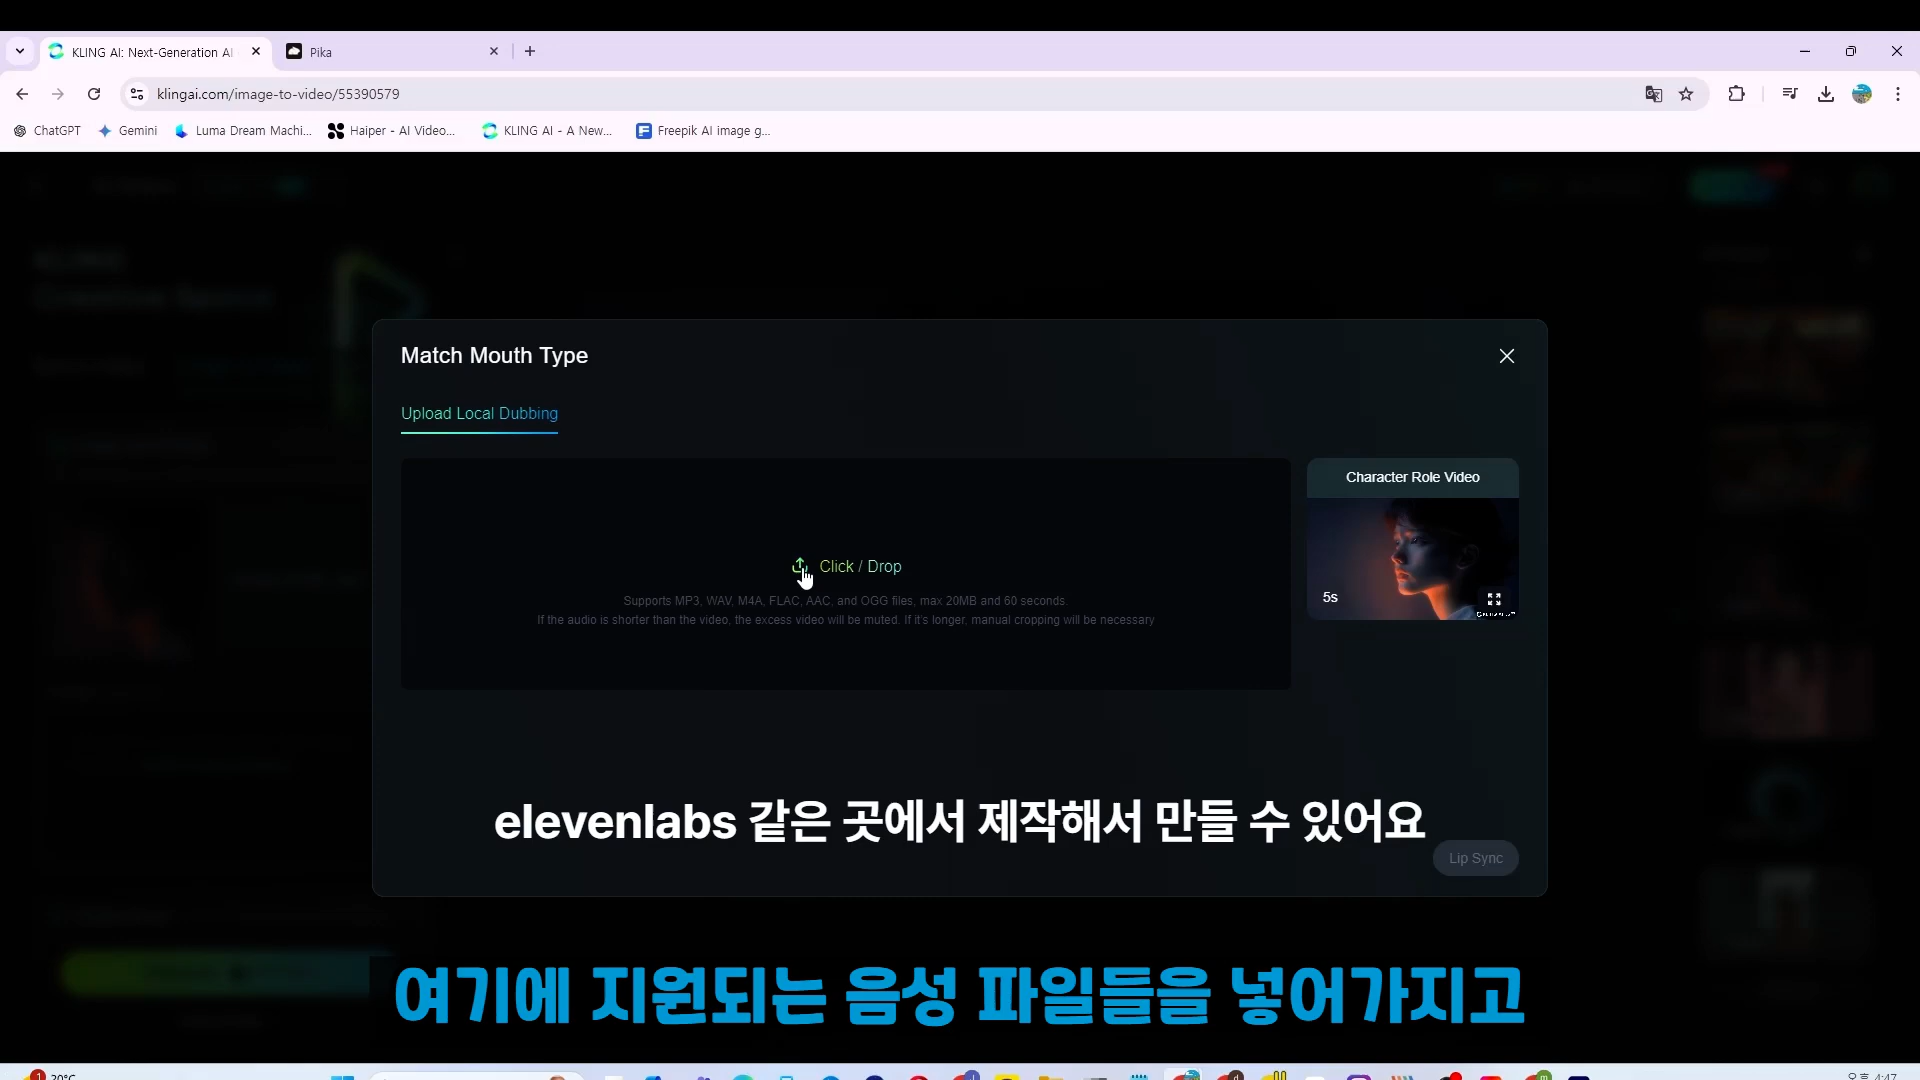 KLING AI: Next-Generation AI
Pika
klingai.com/image-to-video/55390579
ChatGPT
Gemini
Luma Dream Machi...
Haiper - AI Video...
KLING AI - A New...
Freepik AI image g...
Match Mouth Type
Upload Local Dubbing
Character Role Video
Click / Drop
5s
Supports MP3, WAV, M4A, FLAC, AAC, and OGG files, max 20MB and 60 seconds.
If the audio is shorter than the video, the excess video will be muted. If it's longer, manual cropping will be necessary
elevenlabs 같은 곳에서 제작해서 만들 수 있어요
Lip Sync
여기에 지원되는 음성 파일들을 넣어가지고